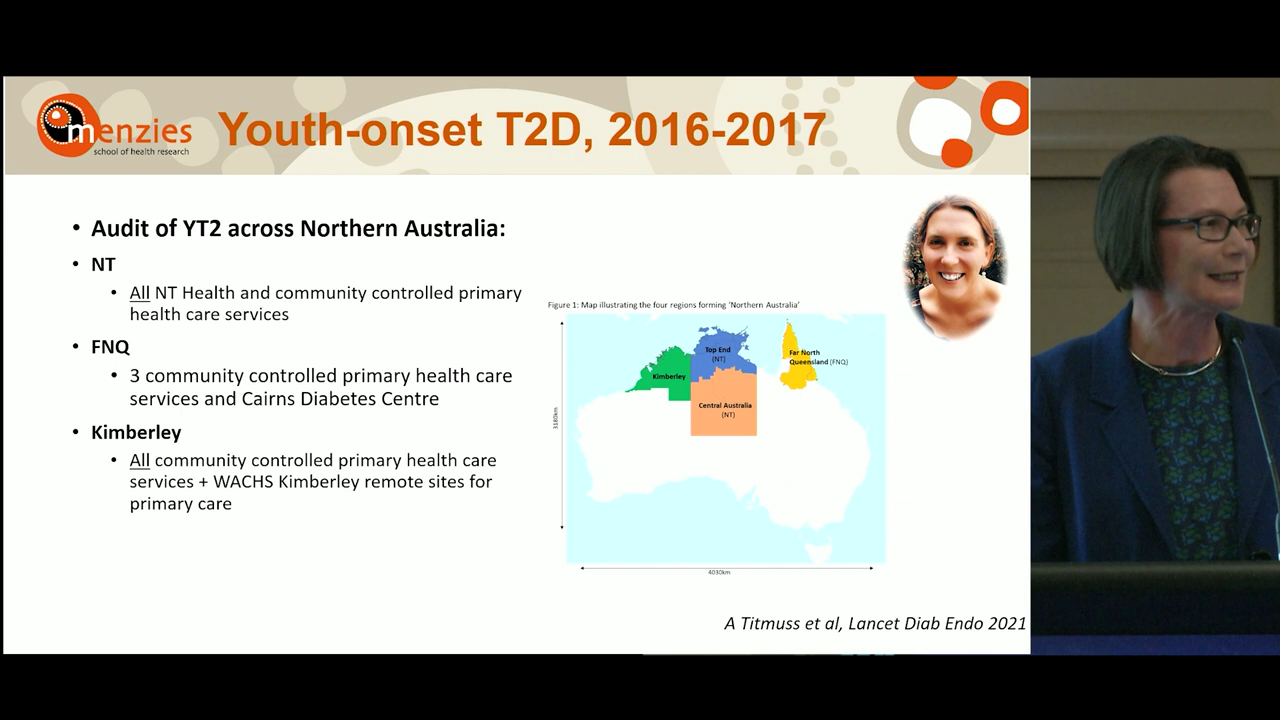 menzies
school of health research
Youth-onset T2D, 2016-2017
• Audit of YT2 across Northern Australia:
• NT
• All NT Health and community controlled primary
health care services
• FNQ
• 3 community controlled primary health care
services and Cairns Diabetes Centre
• Kimberley
• All community controlled primary health care
services + WACHS Kimberley remote sites for
primary care
Figure 1: Map illustrating the four regions forming 'Northern Australia'
Top End
(NT)
Far North
Queensland (FNQ)
Kimberley
Central Australia
(NT)
3180km
4030km
A Titmuss et al, Lancet Diab Endo 2021